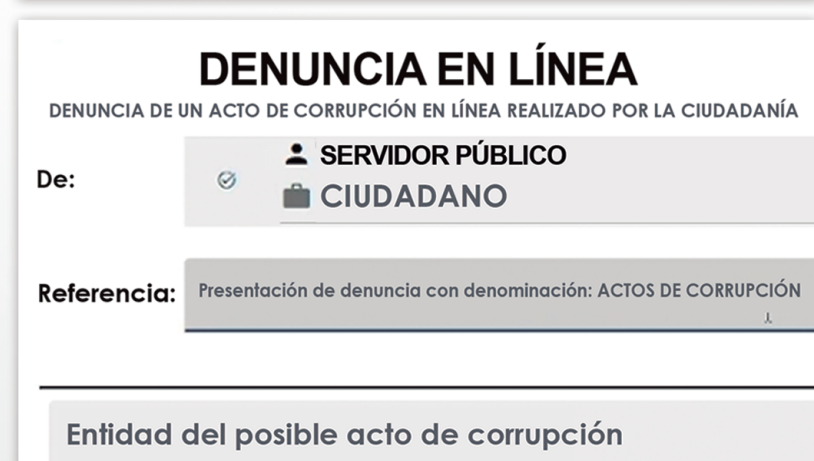 DENUNCIA EN LÍNEA
DENUNCIA DE UN ACTO DE CORRUPCIÓN EN LÍNEA REALIZADO POR LA CIUDADANÍA
SERVIDOR PÚBLICO
De:
CIUDADANO
Referencia: Presentación de denuncia con denominación: ACTOS DE CORRUPCIÓN
Entidad del posible acto de corrupción